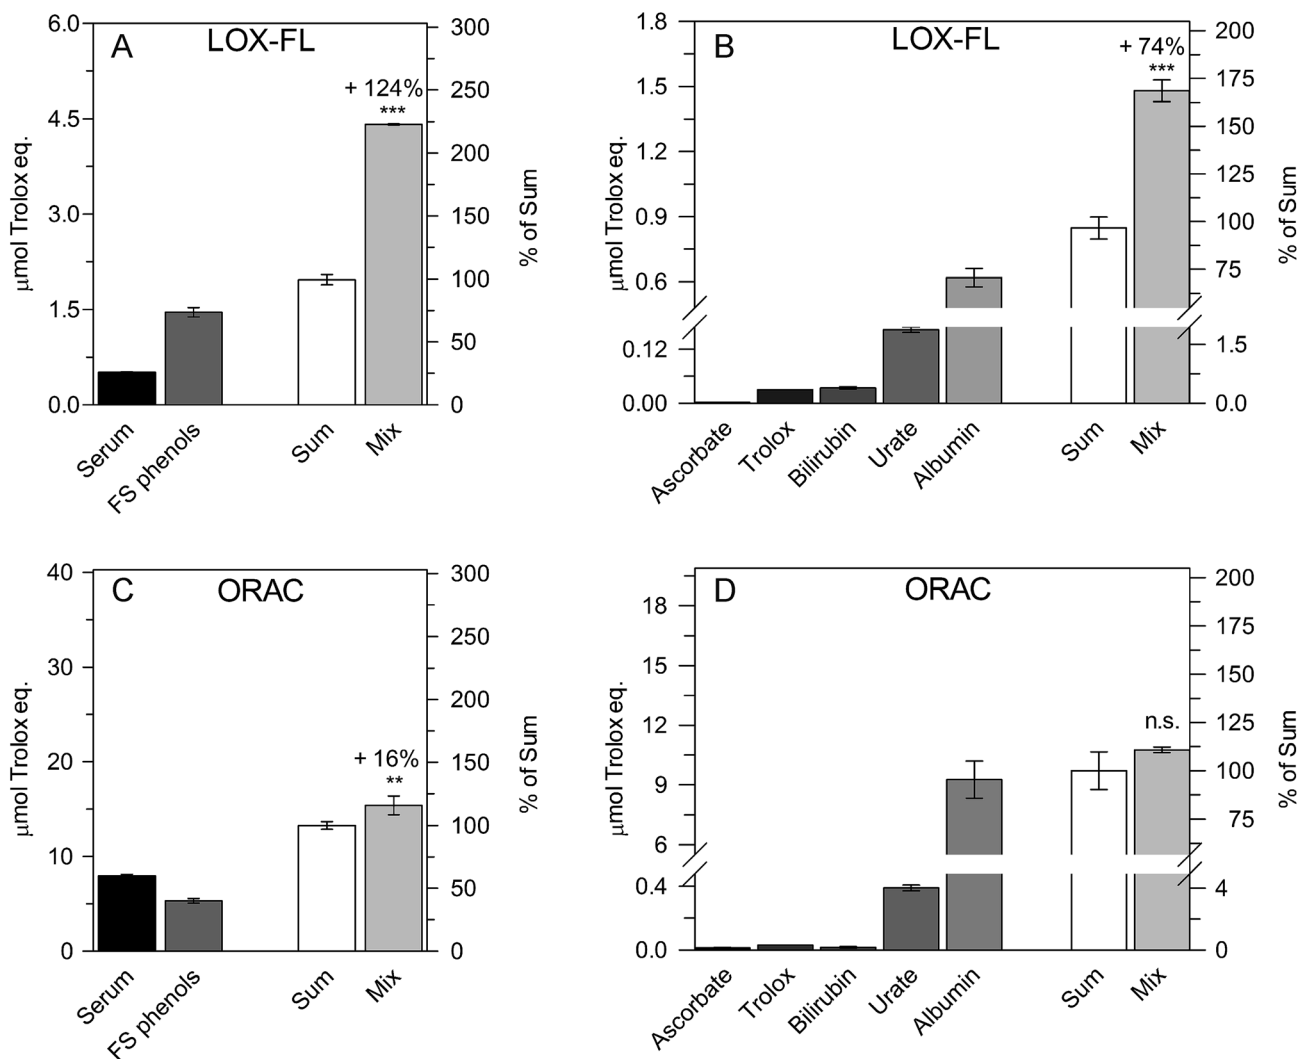 A
LOX-FL
+ 124%
***
6.0
4.5
3.0
1.5
0.0
µmol Trolox eq.
300
250
200
150
100
50
0
% of Sum
Serum
FS phenols
Sum
Mix
B
LOX-FL
+ 74%
***
1.8
1.5
1.2
0.9
0.6
0.12
0.00
µmol Trolox eq.
200
175
150
125
100
75
1.5
0.0
% of Sum
Ascorbate
Trolox
Bilirubin
Urate
Albumin
Sum
Mix
C
ORAC
+ 16%
**
40
30
20
10
0
µmol Trolox eq.
300
250
200
150
100
50
0
% of Sum
Serum
FS phenols
Sum
Mix
D
ORAC
n.s.
18
15
12
9
6
0.4
0.0
µmol Trolox eq.
200
175
150
125
100
75
4
0
% of Sum
Ascorbate
Trolox
Bilirubin
Urate
Albumin
Sum
Mix